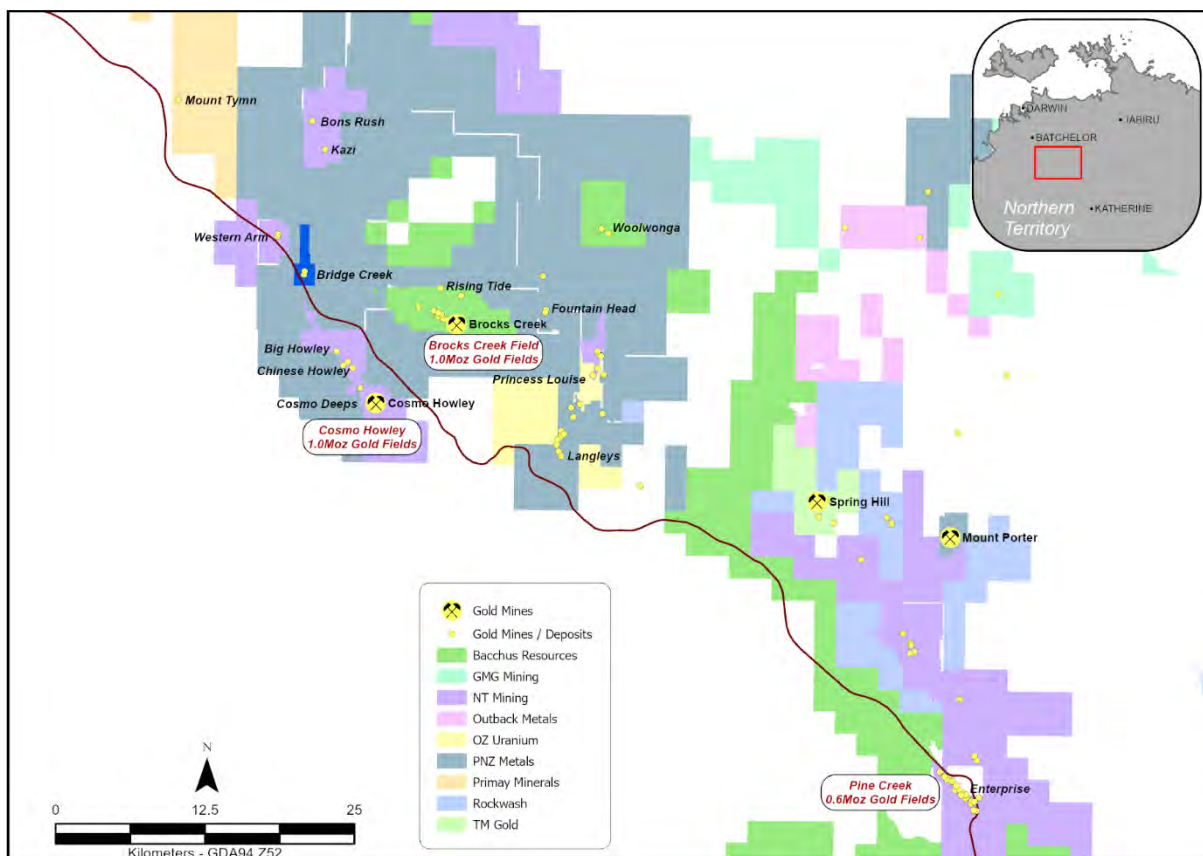 Mount Tymn
Bons Rush
Kazi
Western Arm
Bridge Creek
Woolwonga
Rising Tide
Fountain Head
Brocks Creek
Brocks Creek Field
1.0Moz Gold Fields
Big Howley
Chinese Howley
Princess Louise
Cosmo Deeps
Cosmo Howley
Cosmo Howley
1.0Moz Gold Fields
Langleys
Spring Hill
Mount Porter
Pine Creek
0.6Moz Gold Fields
Enterprise
DARWIN
JABIRU
BATCHELOR
KATHERINE
Northern
Territory
Gold Mines
Gold Mines / Deposits
Bacchus Resources
GMG Mining
NT Mining
Outback Metals
OZ Uranium
PNZ Metals
Primay Minerals
Rockwash
TM Gold
N
0 12.5 25
Kilometers - GDA94 Z52